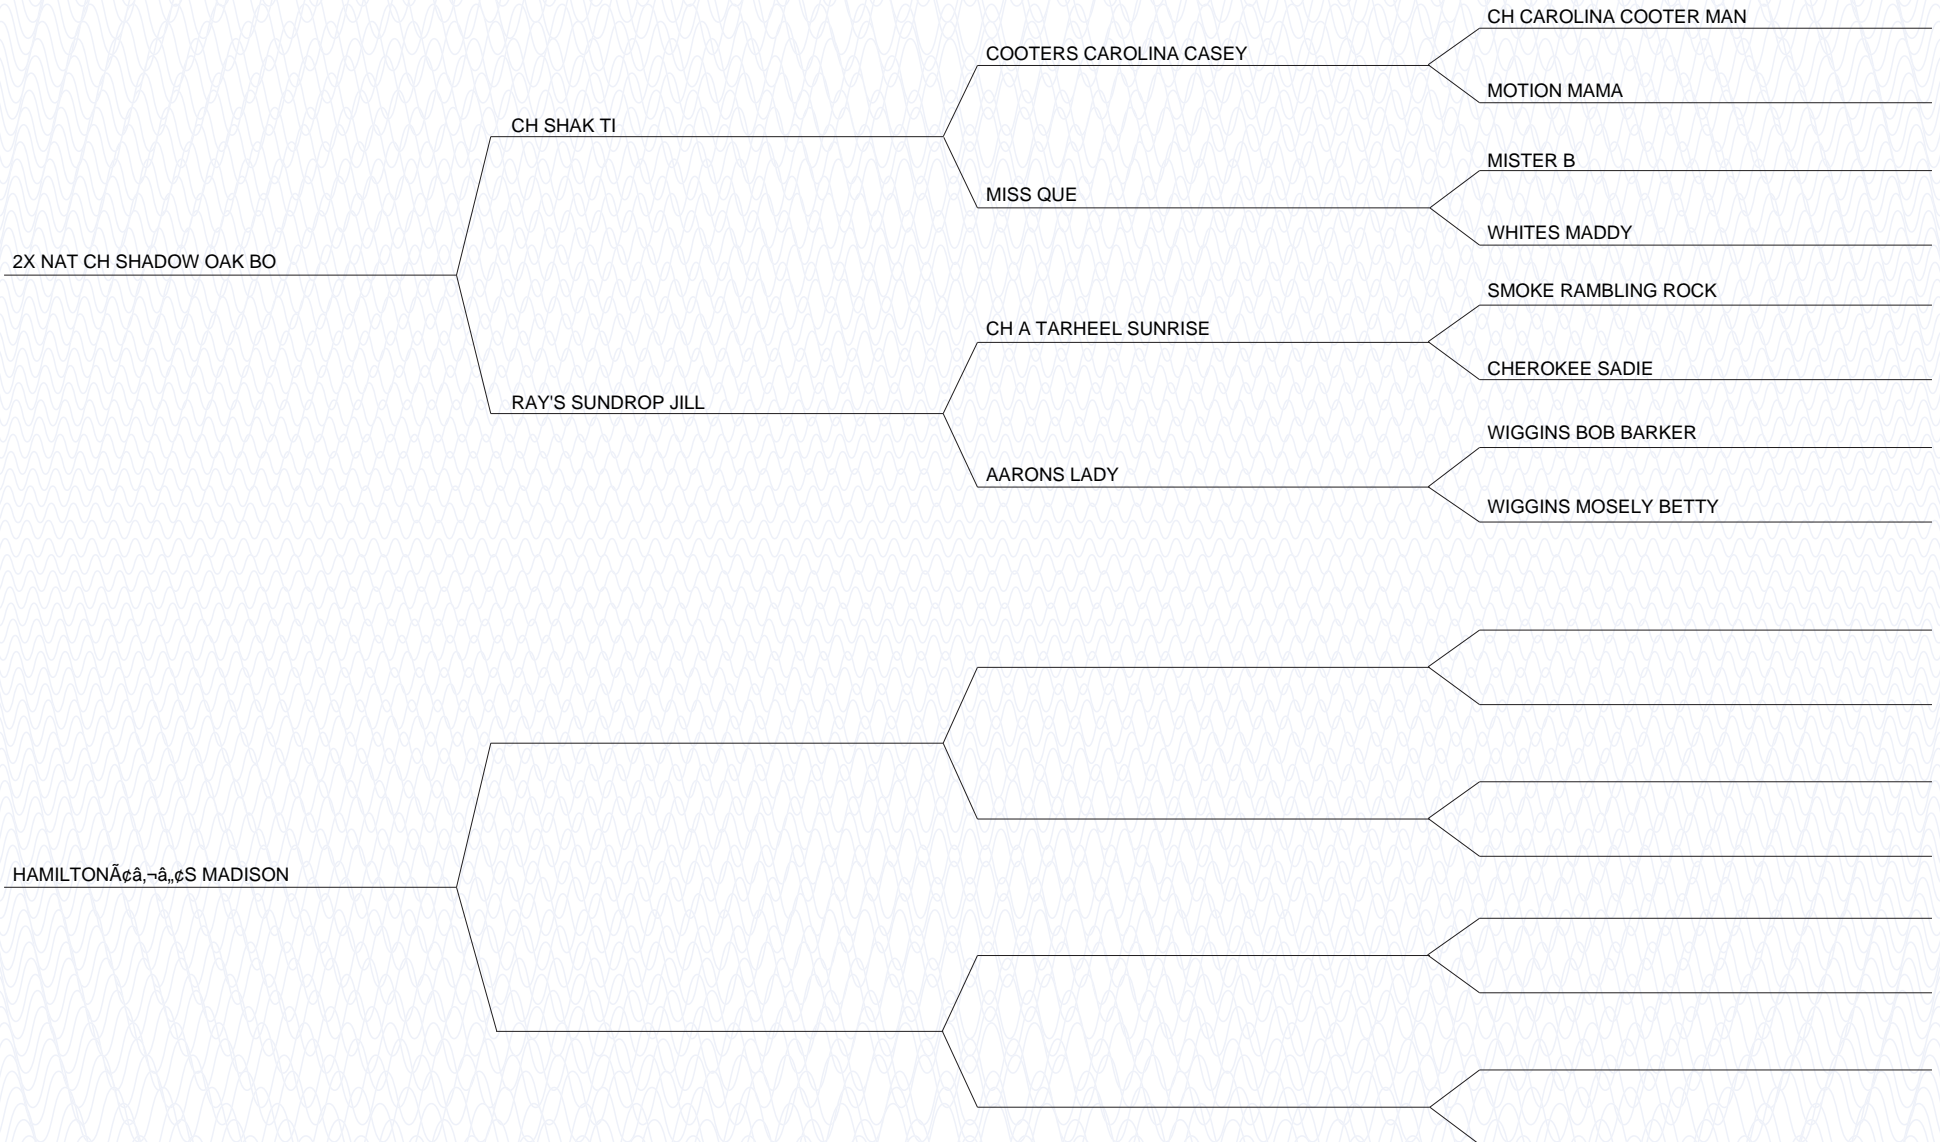 CH CAROLINA COOTER MAN
COOTERS CAROLINA CASEY
MOTION MAMA
CH SHAK TI
MISTER B
MISS QUE
WHITES MADDY
2X NAT CH SHADOW OAK BO
SMOKE RAMBLING ROCK
CH A TARHEEL SUNRISE
CHEROKEE SADIE
RAY'S SUNDROP JILL
WIGGINS BOB BARKER
AARONS LADY
WIGGINS MOSELY BETTY
HAMILTONÃ¢â‚¬â„¢S MADISON